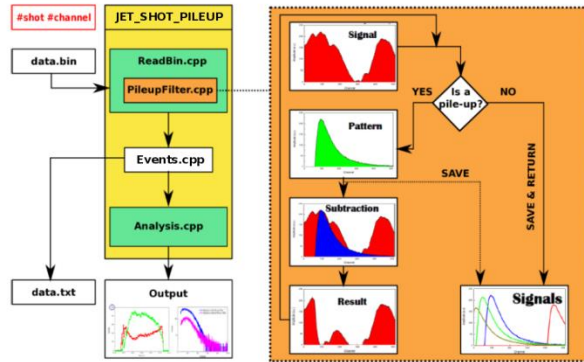 #shot #channel
JET_SHOT_PILEUP
data.bin
ReadBin.cpp
PileupFilter.cpp
Events.cpp
Analysis.cpp
data.txt
Output
Signal
Is a
pile-up?
YES
NO
Pattern
SAVE
SAVE & RETURN
Subtraction
Result
Signals